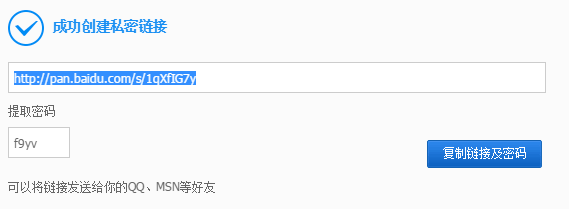 成功创建私密链接
http://pan.baidu.com/s/1qXfIG7y
提取密码
f9yv
复制链接及密码
可以将链接发送给你的QQ、MSN等好友